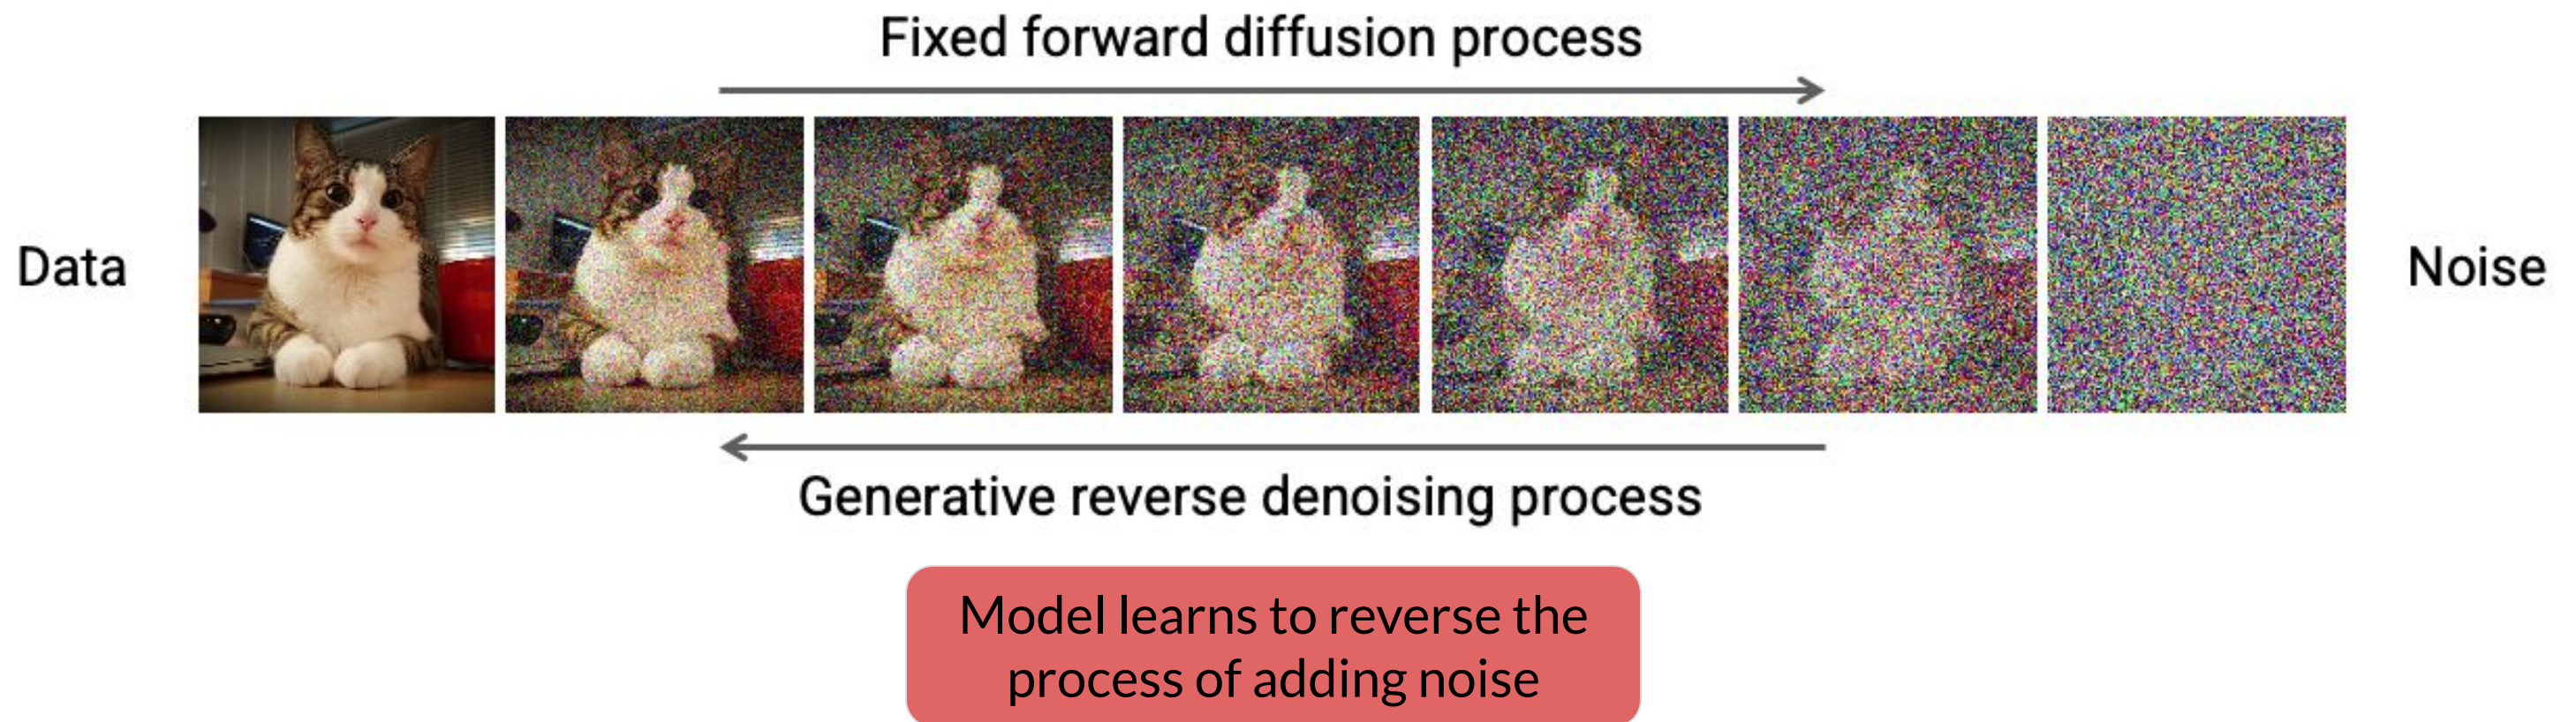 Fixed forward diffusion process
Data
Noise
Generative reverse denoising process
Model learns to reverse the
process of adding noise